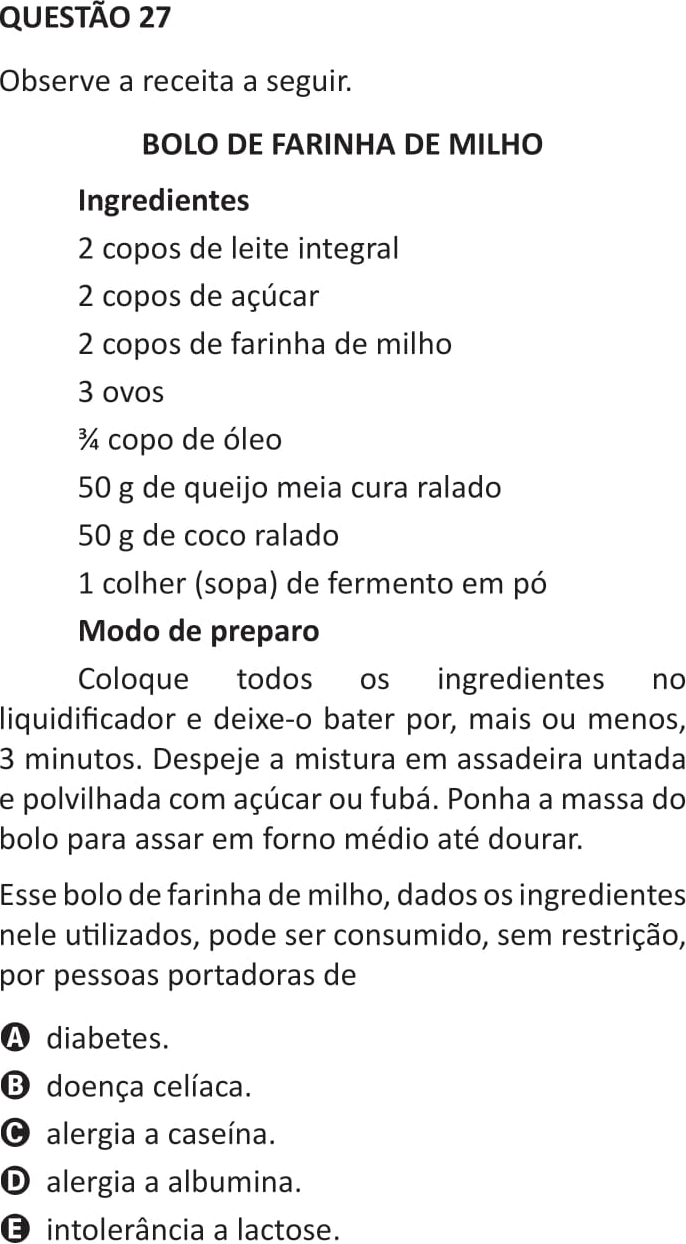 QUESTÃO 27
Observe a receita a seguir.
BOLO DE FARINHA DE MILHO
Ingredientes
2 copos de leite integral
2 copos de açúcar
2 copos de farinha de milho
3 ovos
¾ copo de óleo
50 g de queijo meia cura ralado
50 g de coco ralado
1 colher (sopa) de fermento em pó
Modo de preparo
Coloque todos os ingredientes no
liquidificador e deixe-o bater por, mais ou menos,
3 minutos. Despeje a mistura em assadeira untada
e polvilhada com açúcar ou fubá. Ponha a massa do
bolo para assar em forno médio até dourar.
Esse bolo de farinha de milho, dados os ingredientes
nele utilizados, pode ser consumido, sem restrição,
por pessoas portadoras de
A diabetes.
B doença celíaca.
C alergia a caseína.
D alergia a albumina.
E intolerância a lactose.